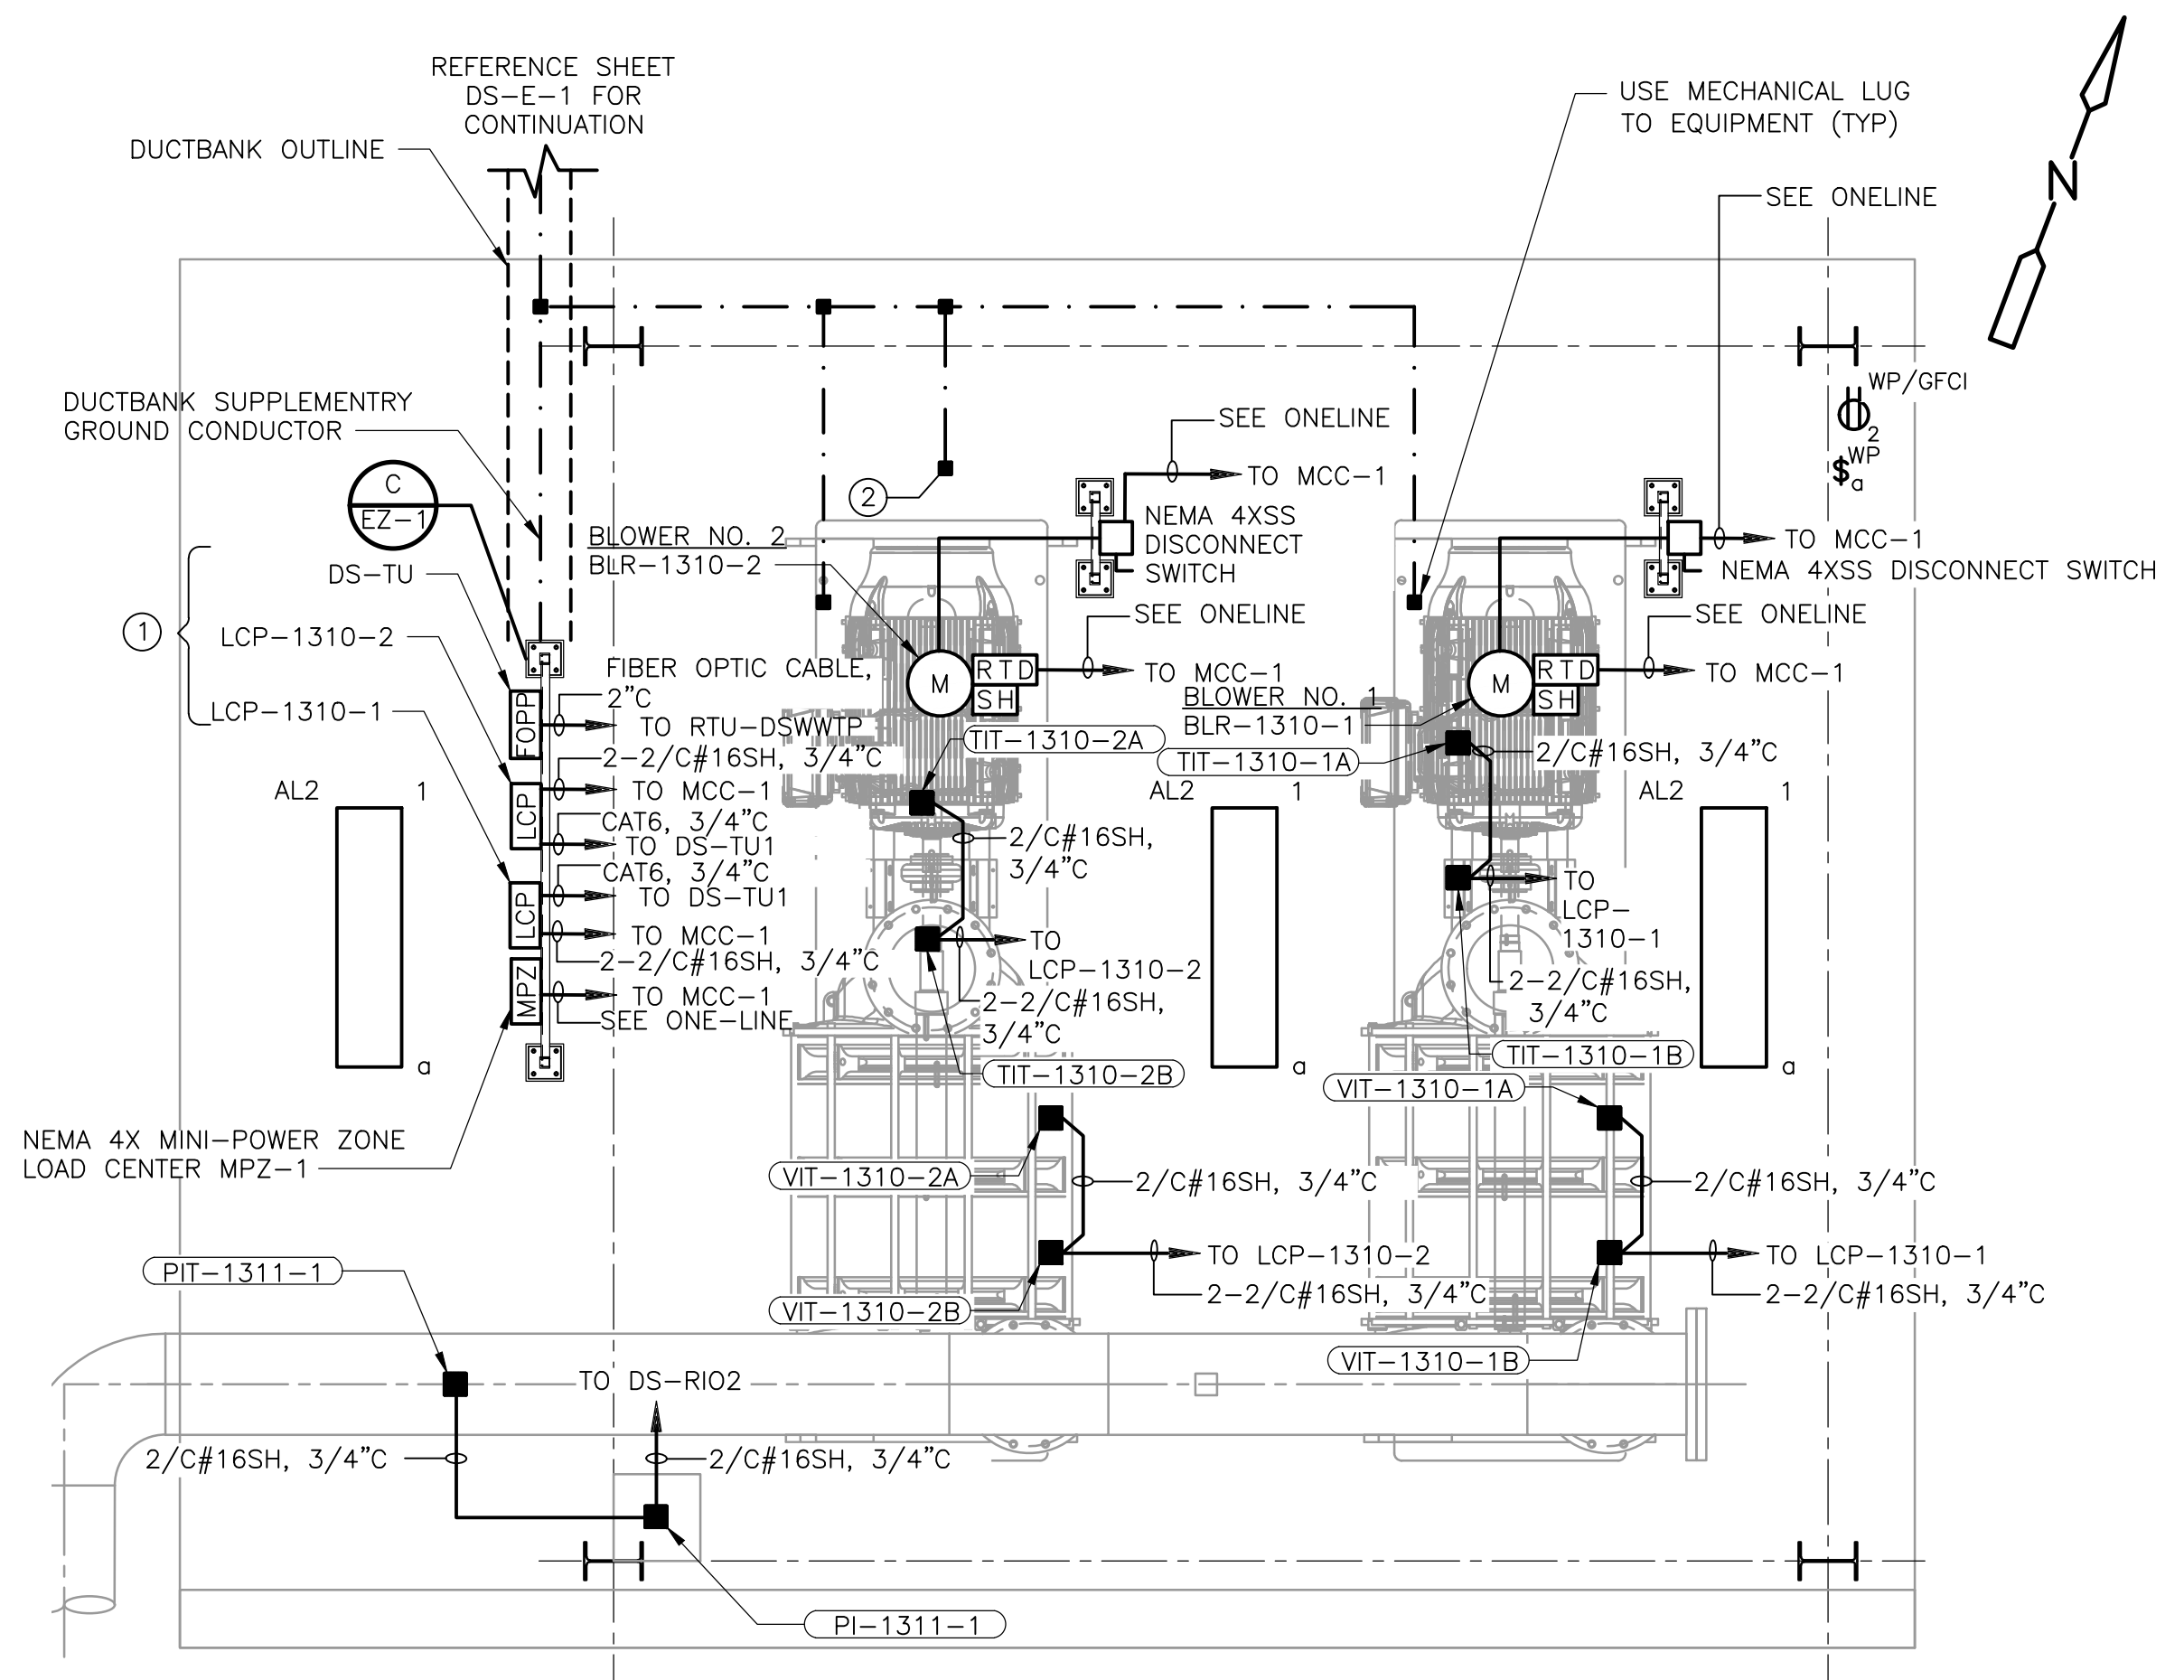 REFERENCE SHEET
DS-E-1 FOR
CONTINUATION
DUCTBANK OUTLINE
USE MECHANICAL LUG
TO EQUIPMENT (TYP)
N
SEE ONELINE
WP/GFCI
2
WP
$a
DUCTBANK SUPPLEMENTRY
GROUND CONDUCTOR
C
EZ-1
1
DS-TU
LCP-1310-2
LCP-1310-1
2
SEE ONELINE
TO MCC-1
NEMA 4XSS
DISCONNECT
SWITCH
BLOWER NO. 2
BLR-1310-2
TO MCC-1
NEMA 4XSS DISCONNECT SWITCH
SEE ONELINE
TO MCC-1
SEE ONELINE
TO MCC-1
M
RTD
SH
M
RTD
SH
BLOWER NO. 1
BLR-1310-1
FIBER OPTIC CABLE,
2"C
FOPP
TO RTU-DSWWTP
2-2/C#16SH, 3/4"C
LCP
TO MCC-1
CAT6, 3/4"C
TO DS-TU1
CAT6, 3/4"C
LCP
TO DS-TU1
TO MCC-1
2-2/C#16SH, 3/4"C
MPZ
TO MCC-1
SEE ONE-LINE
TIT-1310-2A
TIT-1310-1A
2/C#16SH, 3/4"C
AL2
1
a
AL2
1
a
AL2
1
a
2/C#16SH,
3/4"C
TO
LCP-1310-2
2-2/C#16SH,
3/4"C
TIT-1310-2B
TO
LCP-
1310-1
2-2/C#16SH,
3/4"C
TIT-1310-1B
NEMA 4X MINI-POWER ZONE
LOAD CENTER MPZ-1
VIT-1310-1A
VIT-1310-2A
2/C#16SH, 3/4"C
2/C#16SH, 3/4"C
TO LCP-1310-2
2-2/C#16SH, 3/4"C
VIT-1310-2B
TO LCP-1310-1
2-2/C#16SH, 3/4"C
VIT-1310-1B
PIT-1311-1
TO DS-RIO2
2/C#16SH, 3/4"C
2/C#16SH, 3/4"C
PI-1311-1